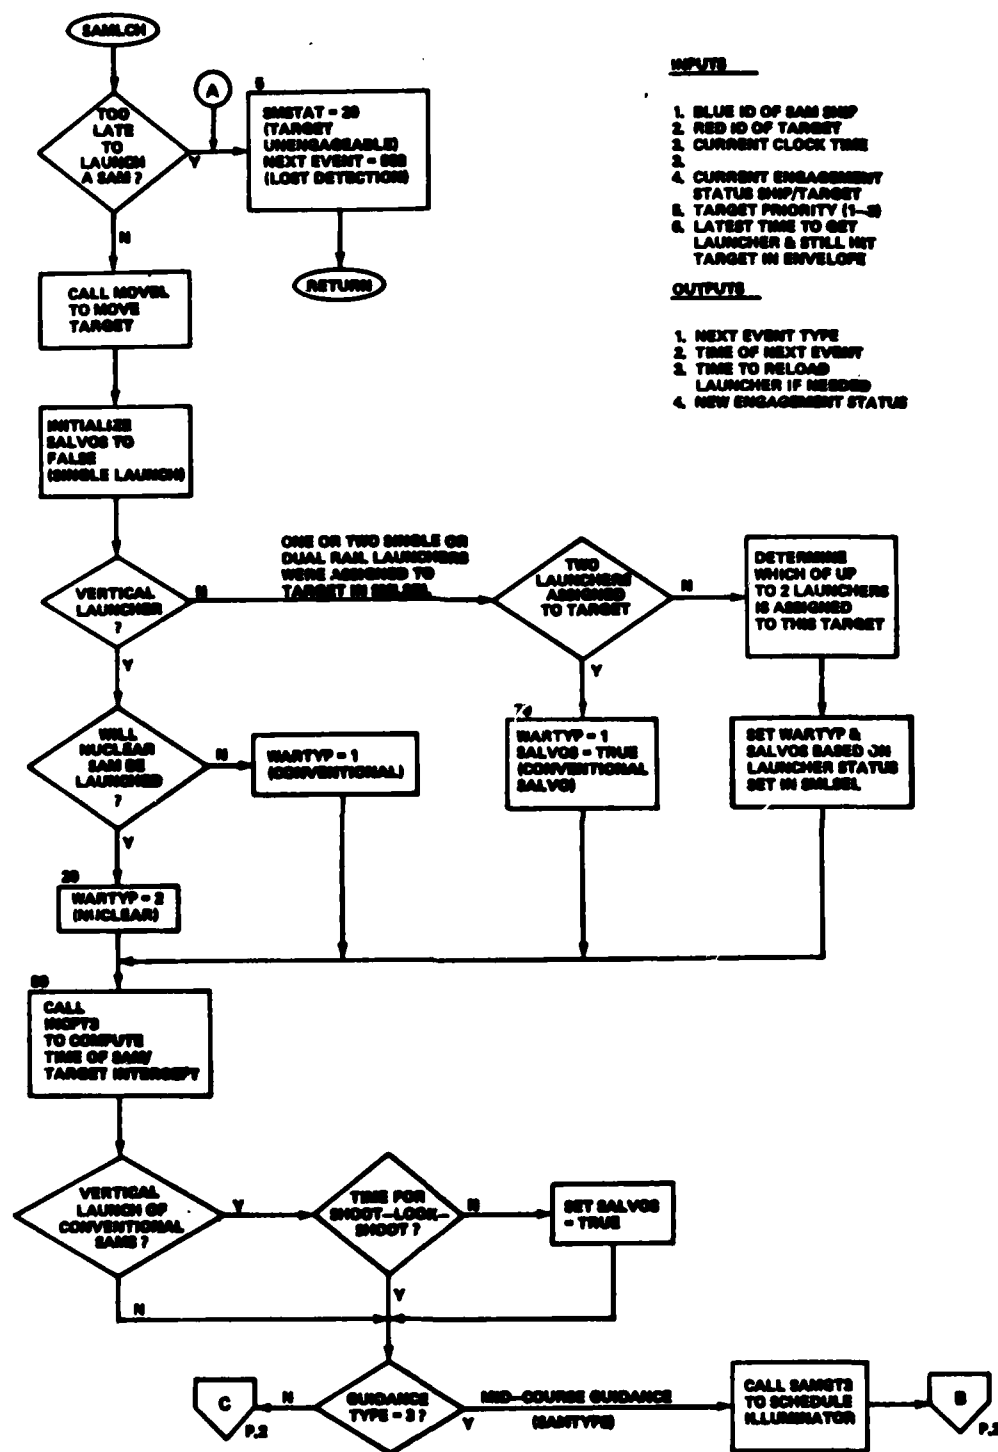 SAMLCH
TOO
LATE
TO
LAUNCH
A SAM ?
Y
A
5
SMSTAT = 20
(TARGET
UNENGAGEABLE)
NEXT EVENT =
(LOST DETECTION)
RETURN
N
CALL MOVEL
TO MOVE
TARGET
INITIALIZE
SALVOS TO
FALSE
(SINGLE LAUNCH)
INPUTS
1. BLUE ID OF SAM SHIP
2. RED ID OF TARGET
3. CURRENT CLOCK TIME
3.
4. CURRENT ENGAGEMENT
STATUS SHIP/TARGET
5. TARGET PRIORITY (1-3)
6. LATEST TIME TO GET
LAUNCHER & STILL HIT
TARGET IN ENVELOPE
OUTPUTS
1. NEXT EVENT TYPE
2. TIME OF NEXT EVENT
3. TIME TO RELOAD
LAUNCHER IF NEEDED
4. NEW ENGAGEMENT STATUS
VERTICAL
LAUNCHER
?
N
ONE OR TWO SINGLE OR
DUAL RAIL LAUNCHERS
WERE ASSIGNED TO
TARGET IN SMLSEL
TWO
LAUNCHERS
ASSIGNED
TO TARGET
N
DETERMINE
WHICH OF UP
TO 2 LAUNCHERS
IS ASSIGNED
TO THIS TARGET
Y
Y
WILL
NUCLEAR
SAM BE
LAUNCHED
?
N
WARTYP = 1
(CONVENTIONAL)
WARTYP = 1
SALVOS = TRUE
(CONVENTIONAL
SALVO)
SET WARTYP &
SALVOS BASED ON
LAUNCHER STATUS
SET IN SMLSEL
Y
20
WARTYP = 2
(NUCLEAR)
CALL
INCPT3
TO COMPUTE
TIME OF SAM/
TARGET INTERCEPT
VERTICAL
LAUNCH OF
CONVENTIONAL
SAMS ?
Y
TIME FOR
SHOOT-LOOK-
SHOOT ?
N
SET SALVOS
= TRUE
N
Y
C
P.2
N
GUIDANCE
TYPE = 3 ?
Y
MID-COURSE GUIDANCE
(SAMTYPE)
CALL SAMGT3
TO SCHEDULE
ILLUMINATOR
B
P.2